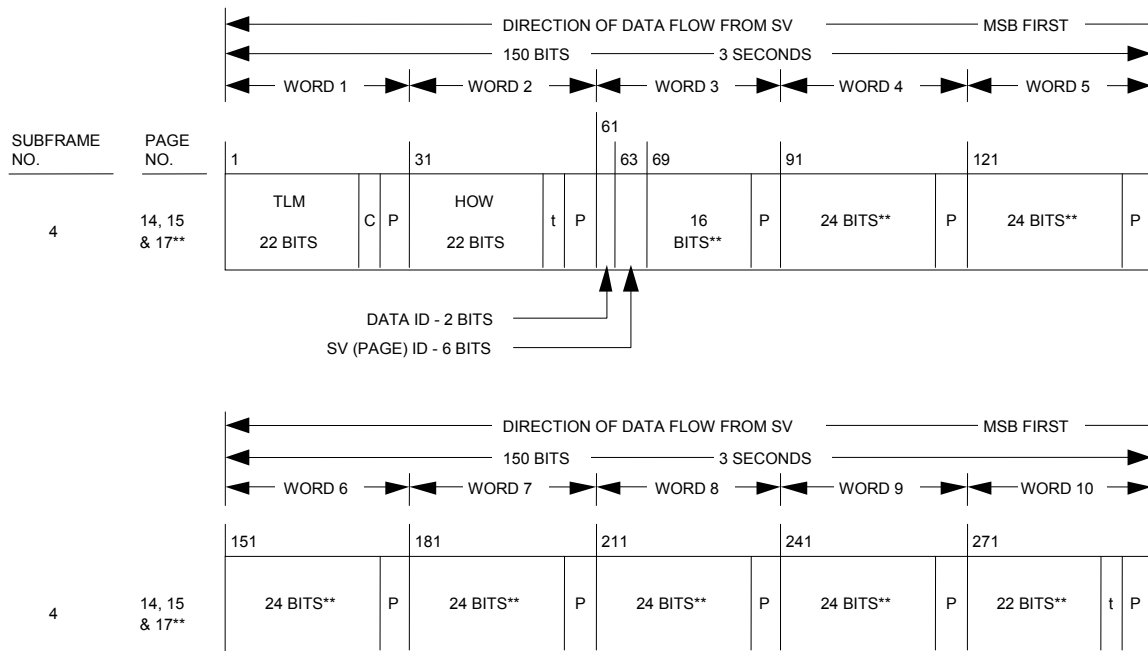 DIRECTION OF DATA FLOW FROM SV MSB FIRST
150 BITS 3 SECONDS
WORD 1 WORD 2 WORD 3 WORD 4 WORD 5
SUBFRAME NO.
PAGE NO.
1 31 61 63 69 91 121
4
14, 15 & 17**
TLM
22 BITS
C P
HOW
22 BITS
t P
16 BITS**
P
24 BITS** P
24 BITS** P
DATA ID - 2 BITS
SV (PAGE) ID - 6 BITS
DIRECTION OF DATA FLOW FROM SV MSB FIRST
150 BITS 3 SECONDS
WORD 6 WORD 7 WORD 8 WORD 9 WORD 10
151 181 211 241 271
4
14, 15 & 17**
24 BITS** P
24 BITS** P
24 BITS** P
24 BITS** P
22 BITS** t P